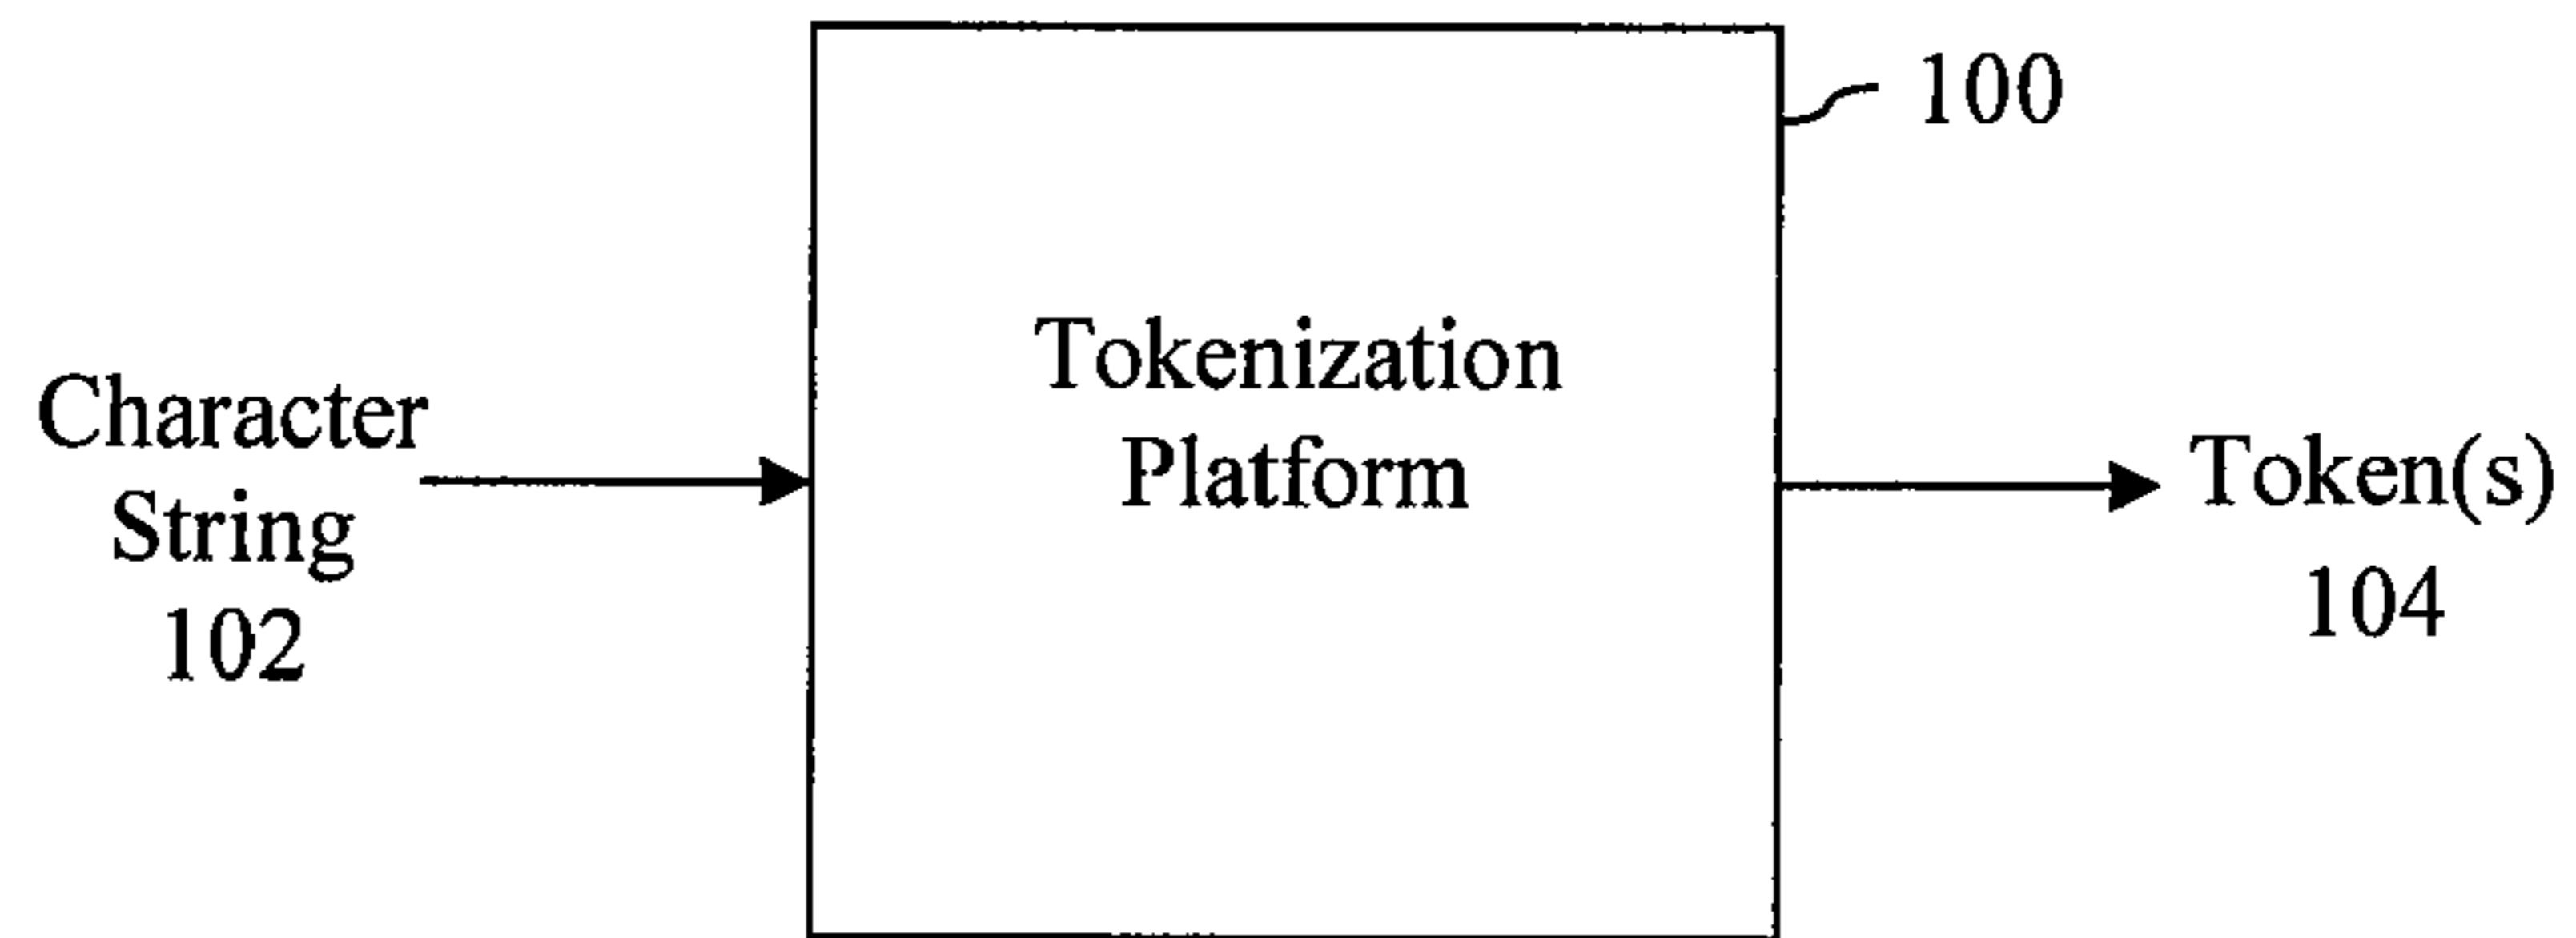 100
Character
String
102
Tokenization
Platform
Token(s)
104